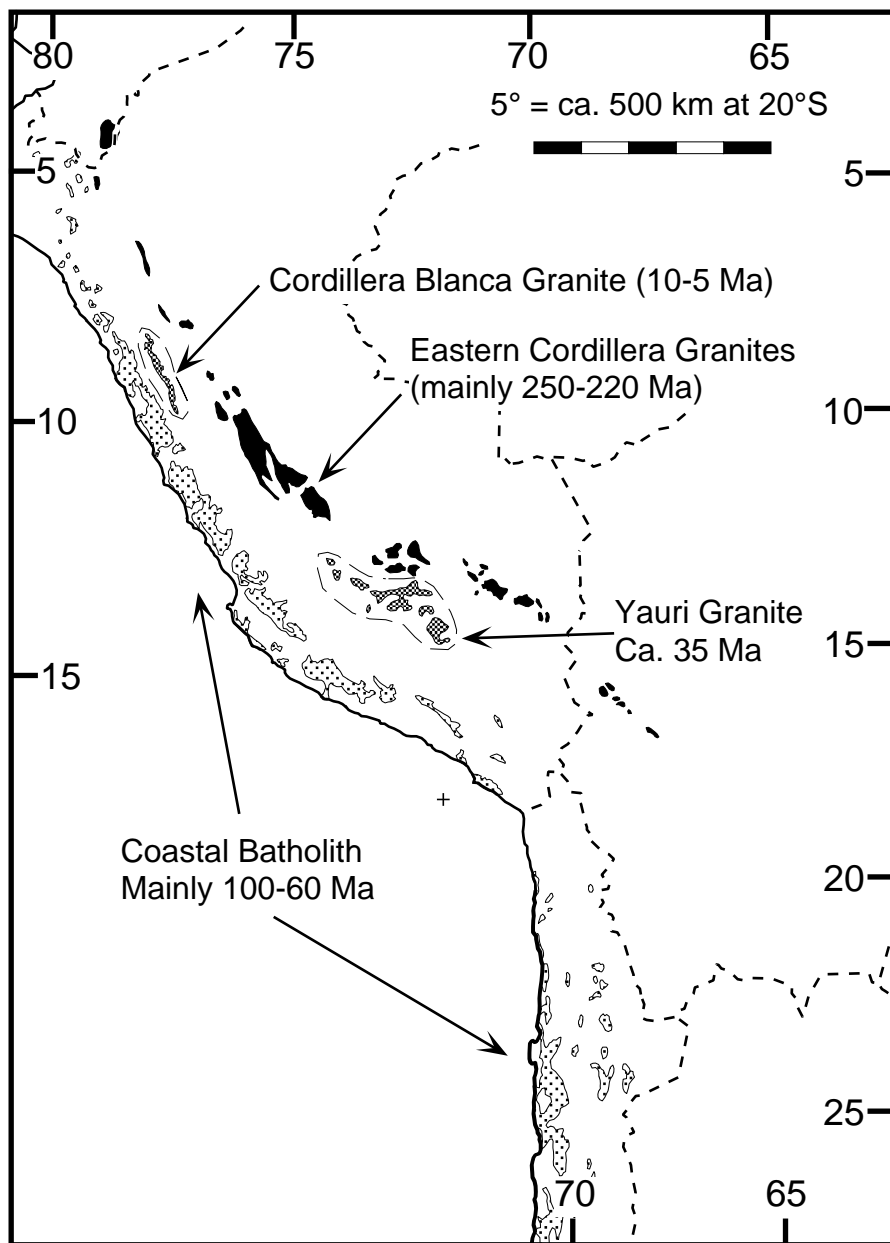 80 75 70 65
5° = ca. 500 km at 20°S
5 5
Cordillera Blanca Granite (10-5 Ma)
Eastern Cordillera Granites
(mainly 250-220 Ma)
10 10
Yauri Granite
Ca. 35 Ma
15 15
Coastal Batholith
Mainly 100-60 Ma
20
25
70 65